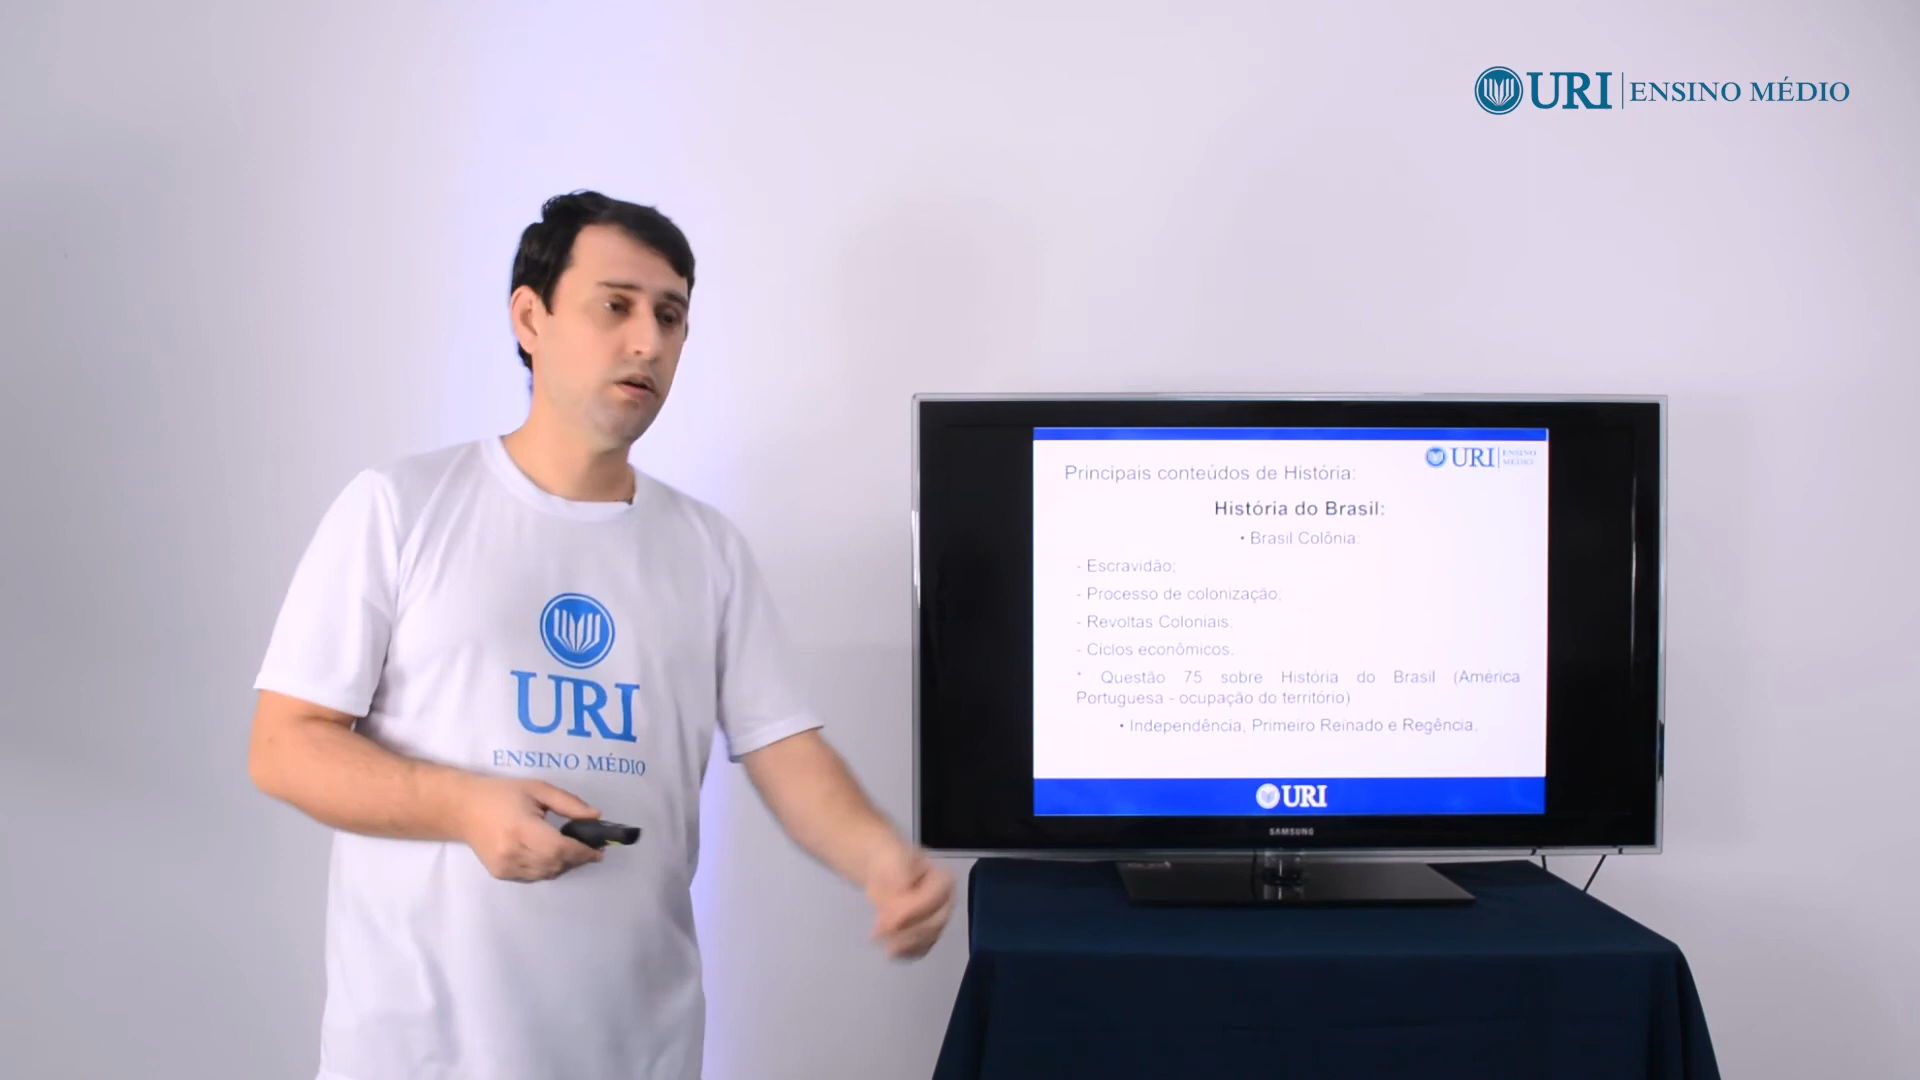 URI ENSINO MÉDIO
URI ENSINO MÉDIO
Principais conteúdos de História:
História do Brasil:
• Brasil Colônia:
- Escravidão;
- Processo de colonização;
- Revoltas Coloniais,
- Ciclos econômicos.
* Questão 75 sobre História do Brasil (América
Portuguesa - ocupação do território)
• Independência, Primeiro Reinado e Regência.
URI
SAMSUNG
URI
ENSINO MÉDIO